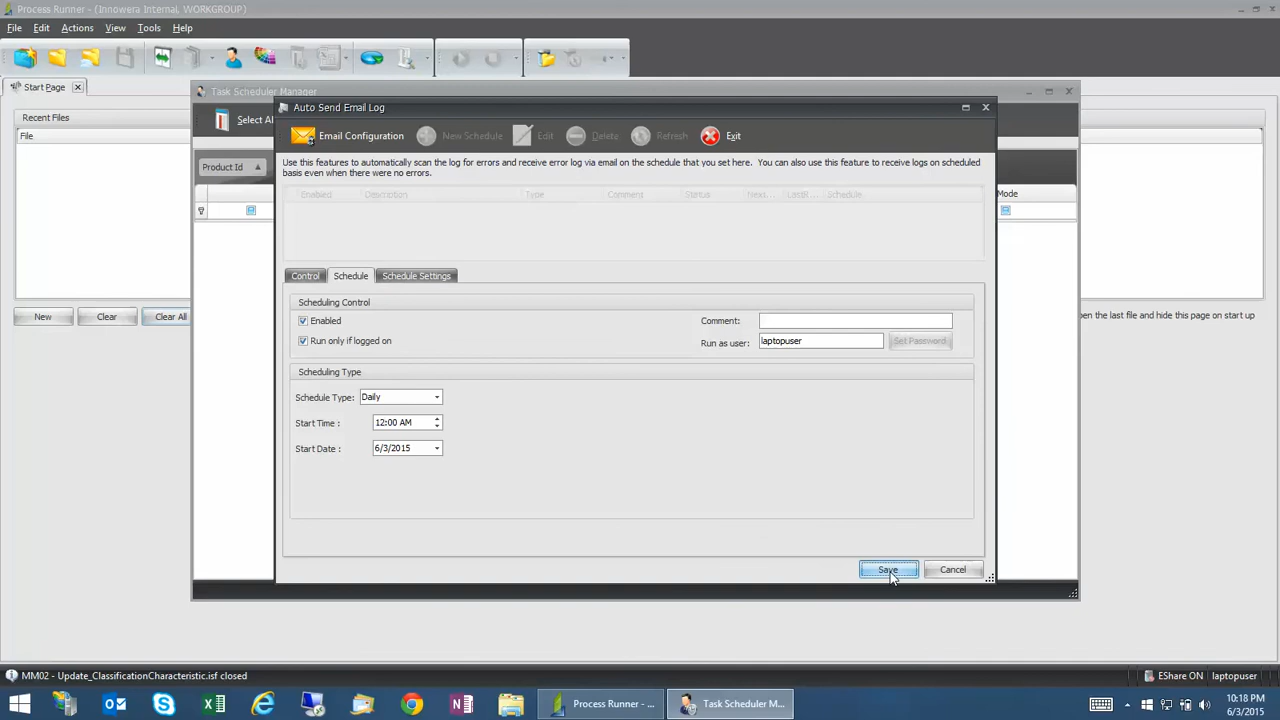 Process Runner - (Innowera Internal, WORKGROUP)
File Edit Actions View Tools Help
Start Page
Recent Files
File
New Clear Clear All
Task Scheduler Manager
Select Al
Product Id
Mode
en the last file and hide this page on start up
Auto Send Email Log
Email Configuration New Schedule Edit Delete Refresh Exit
Use this features to automatically scan the log for errors and receive error log via email on the schedule that you set here. You can also use this feature to receive logs on scheduled
basis even when there were no errors.
Enabled Description Type Comment Status Next... LastR... Schedule
Control Schedule Schedule Settings
Scheduling Control
Enabled Comment:
Run only if logged on Run as user: laptopuser Set Password
Scheduling Type
Schedule Type: Daily
Start Time : 12:00 AM
Start Date : 6/3/2015
Save Cancel
MM02 - Update_ClassificationCharacteristic.isf closed EShare ON laptopuser
Process Runner - ... Task Scheduler M...
10:18 PM
6/3/2015